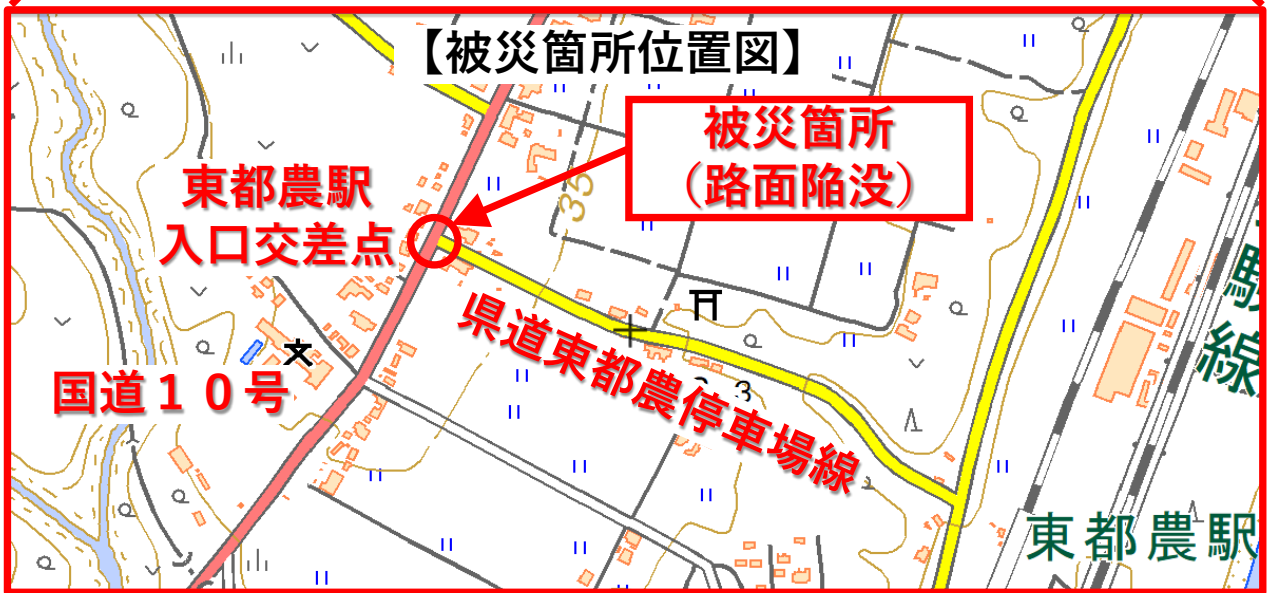 【被災箇所位置図】
被災箇所
（路面陥没）
東都農駅
入口交差点
35
県道東都農停車場線
国道１０号
駅
線
東都農駅